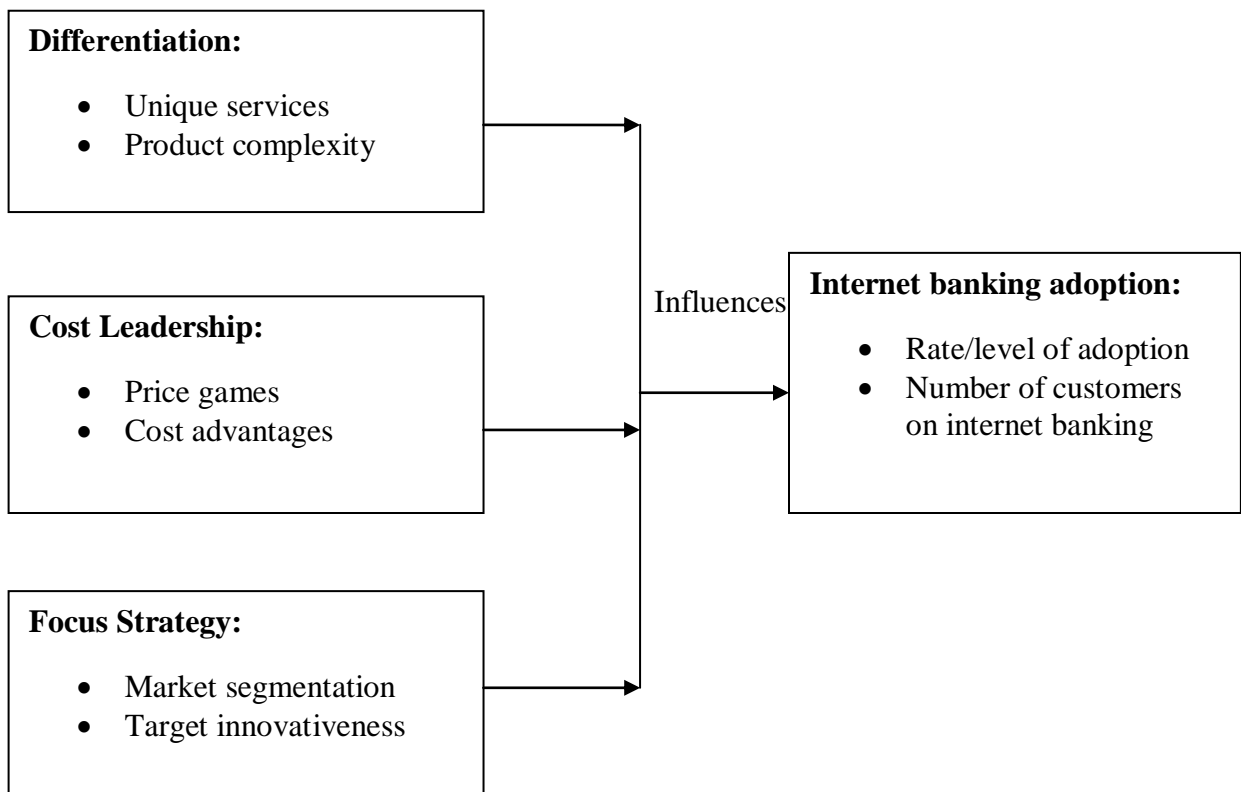 Differentiation:
• Unique services
• Product complexity
Cost Leadership:
• Price games
• Cost advantages
Focus Strategy:
• Market segmentation
• Target innovativeness
Influences
Internet banking adoption:
• Rate/level of adoption
• Number of customers
on internet banking